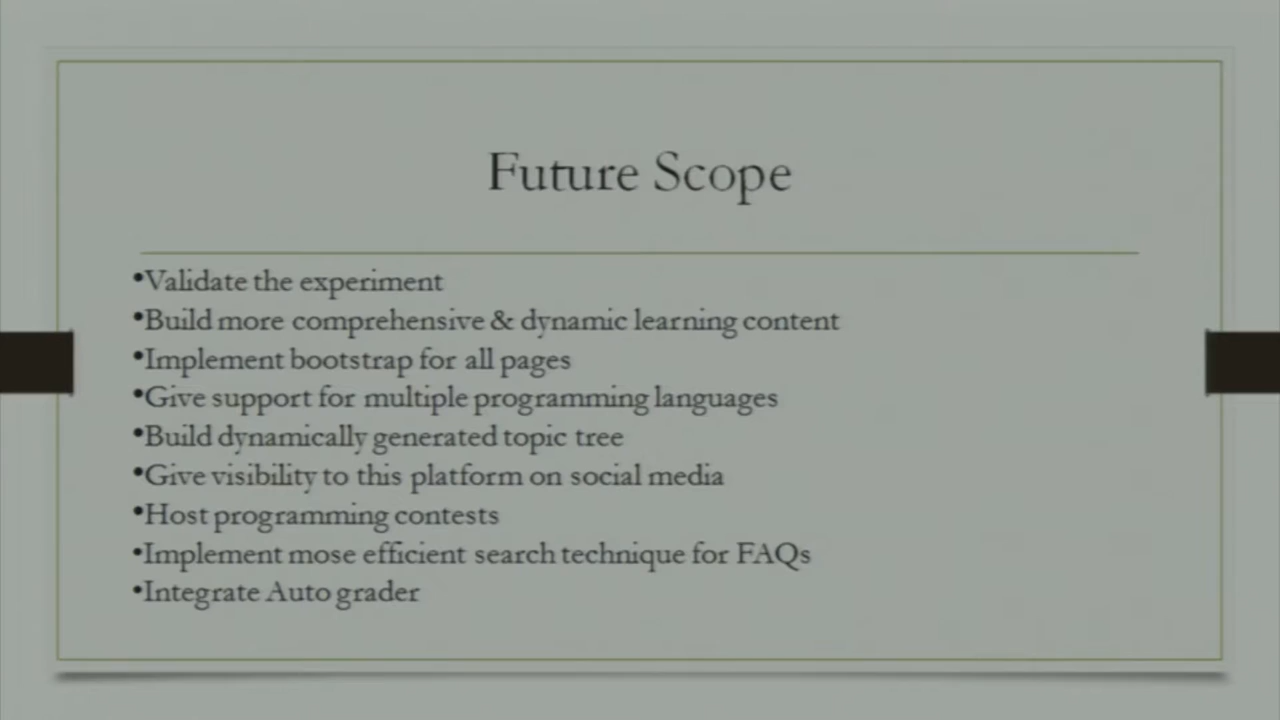 Future Scope
•Validate the experiment
•Build more comprehensive & dynamic learning content
•Implement bootstrap for all pages
•Give support for multiple programming languages
•Build dynamically generated topic tree
•Give visibility to this platform on social media
•Host programming contests
•Implement mose efficient search technique for FAQs
•Integrate Auto grader